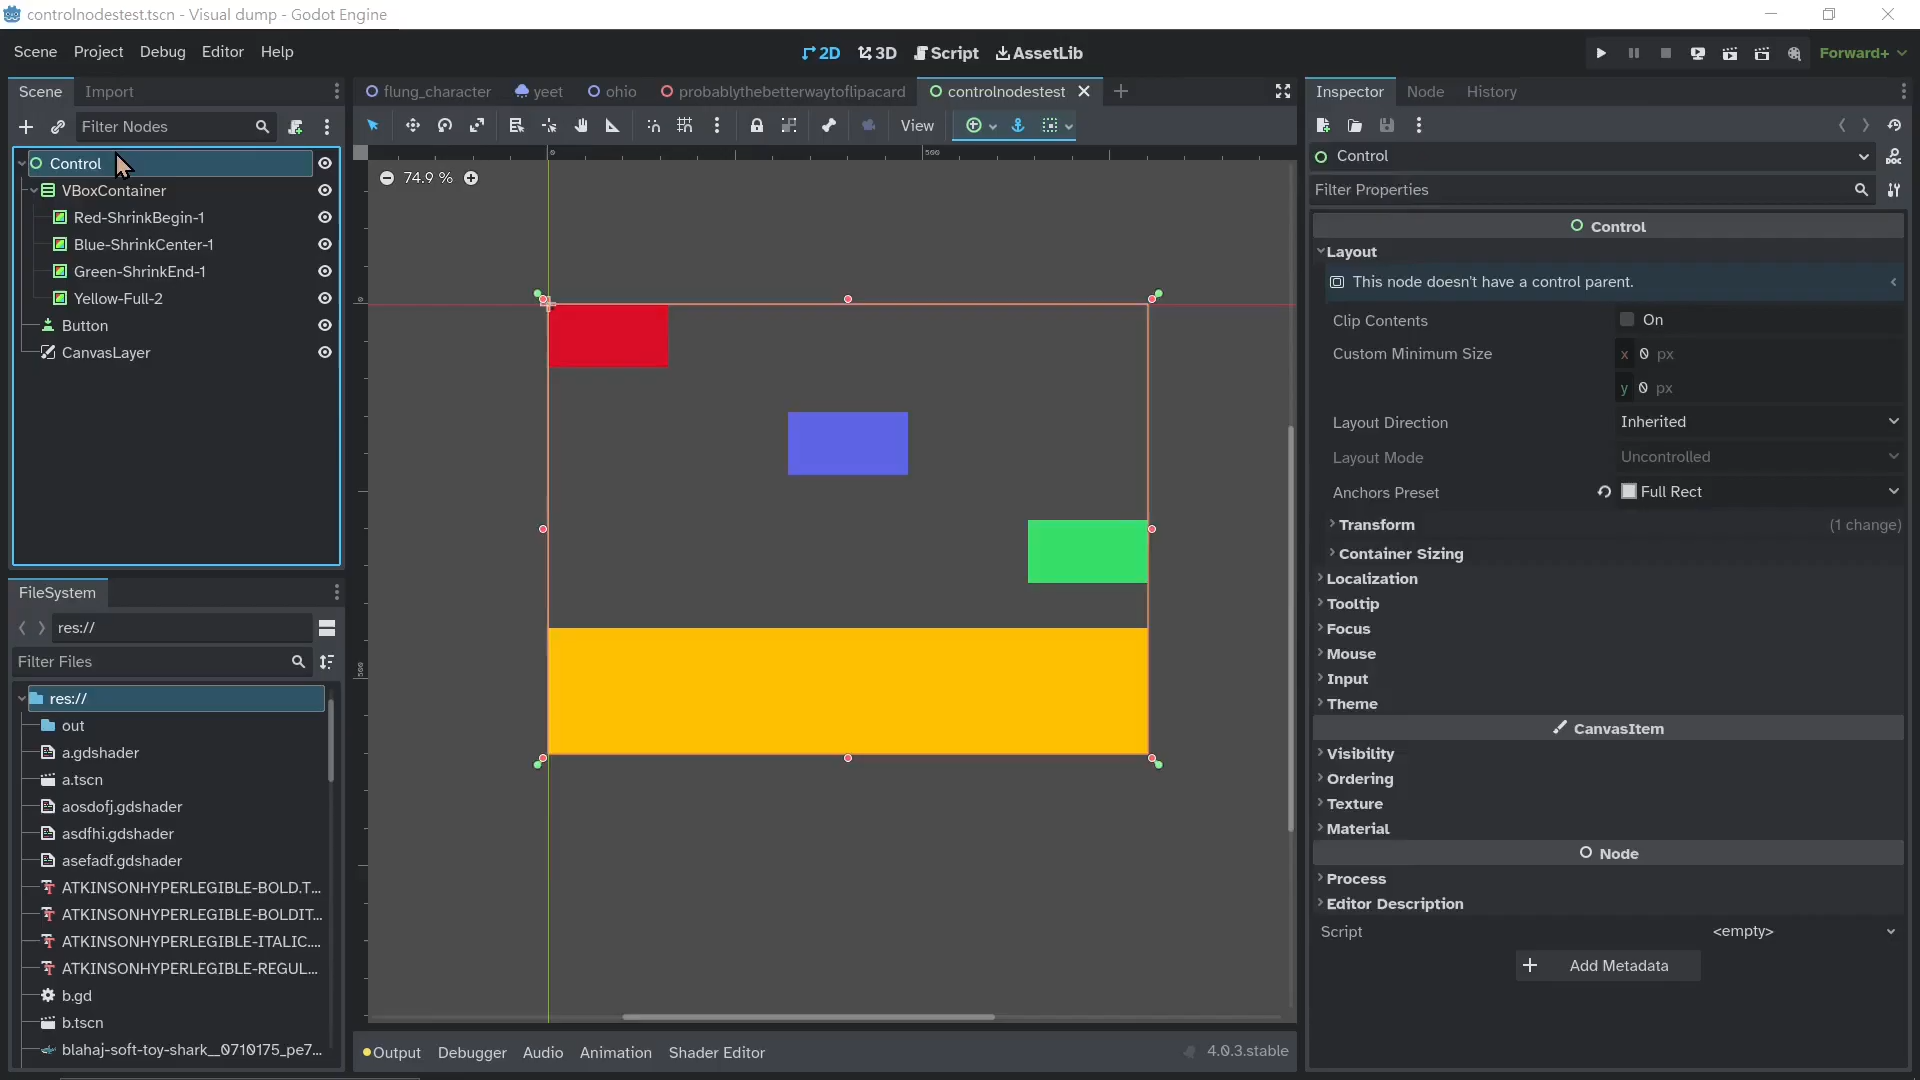 controlnodestest.tscn - Visual dump - Godot Engine
Scene Project Debug Editor Help
2D 3D Script AssetLib
Forward+
Scene Import
Filter Nodes
Control
VBoxContainer
Red-ShrinkBegin-1
Blue-ShrinkCenter-1
Green-ShrinkEnd-1
Yellow-Full-2
Button
CanvasLayer
FileSystem
res://
Filter Files
res://
out
a.gdshader
a.tscn
aosdofj.gdshader
asdfhi.gdshader
asefadf.gdshader
ATKINSONHYPERLEGIBLE-BOLD.T...
ATKINSONHYPERLEGIBLE-BOLDIT...
ATKINSONHYPERLEGIBLE-ITALIC....
ATKINSONHYPERLEGIBLE-REGUL...
b.gd
b.tscn
blahaj-soft-toy-shark__0710175_pe7...
flung_character yeet ohio probablythebetterwaytoflipacard controlnodestest
View
0 500
74.9 %
0
500
Output Debugger Audio Animation Shader Editor 4.0.3.stable
Inspector Node History
Control
Filter Properties
Control
Layout
This node doesn't have a control parent.
Clip Contents On
Custom Minimum Size x 0 px
y 0 px
Layout Direction Inherited
Layout Mode Uncontrolled
Anchors Preset Full Rect
Transform (1 change)
Container Sizing
Localization
Tooltip
Focus
Mouse
Input
Theme
CanvasItem
Visibility
Ordering
Texture
Material
Node
Process
Editor Description
Script <empty>
Add Metadata